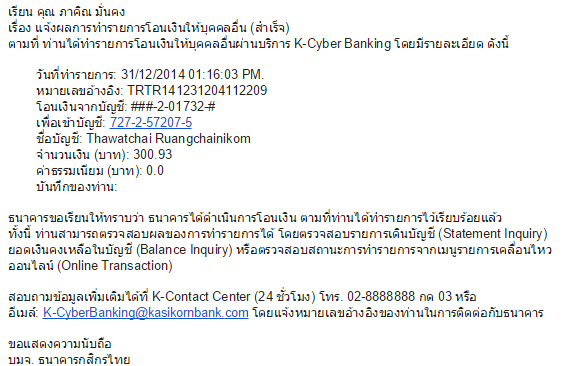 เรียน คุณ ภาคิณ มั่นคง
เรื่อง แจ้งผลการทำรายการโอนเงินให้บุคคลอื่น (สำเร็จ)
ตามที่ ท่านได้ทำรายการโอนเงินให้บุคคลอื่นผ่านบริการ K-Cyber Banking โดยมีรายละเอียด ดังนี้
วันที่ทำรายการ: 31/12/2014 01:16:03 PM.
หมายเลขอ้างอิง: TRTR141231204112209
โอนเงินจากบัญชี: ###-2-01732-#
เพื่อเข้าบัญชี: 727-2-57207-5
ชื่อบัญชี: Thawatchai Ruangchainikom
จำนวนเงิน (บาท): 300.93
ค่าธรรมเนียม (บาท): 0.0
บันทึกของท่าน:
ธนาคารขอเรียนให้ทราบว่า ธนาคารได้ดำเนินการโอนเงิน ตามที่ท่านได้ทำรายการไว้เรียบร้อยแล้ว
ทั้งนี้ ท่านสามารถตรวจสอบผลของการทำรายการได้ โดยตรวจสอบรายการเดินบัญชี (Statement Inquiry)
ยอดเงินคงเหลือในบัญชี (Balance Inquiry) หรือตรวจสอบสถานะการทำรายการจากเมนูรายการเคลื่อนไหว
ออนไลน์ (Online Transaction)
สอบถามข้อมูลเพิ่มเติมได้ที่ K-Contact Center (24 ชั่วโมง) โทร. 02-8888888 กด 03 หรือ
อีเมล์: K-CyberBanking@kasikornbank.com โดยแจ้งหมายเลขอ้างอิงของท่านในการติดต่อกับธนาคาร
ขอแสดงความนับถือ
บมจ. ธนาคารกสิกรไทย